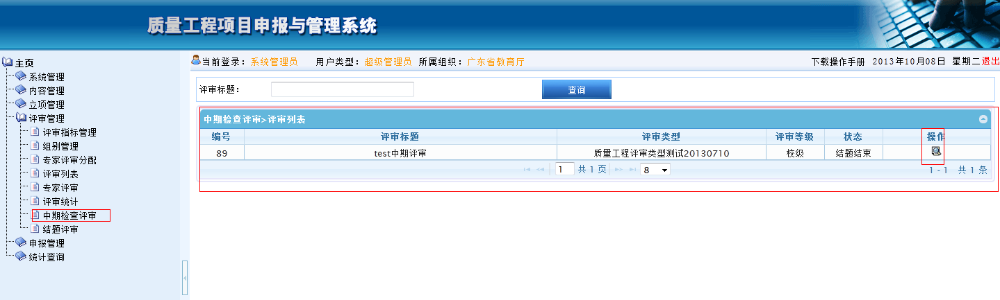 质量工程项目申报与管理系统
主页
系统管理
内容管理
立项管理
评审管理
评审指标管理
组别管理
专家评审分配
评审列表
专家评审
评审统计
中期检查评审
结题评审
申报管理
统计查询
当前登录：系统管理员 用户类型：超级管理员 所属组织：广东省教育厅 下载操作手册 2013年10月08日 星期二退出
评审标题： 查询
中期检查评审>评审列表
编号 评审标题 评审类型 评审等级 状态 操作
89 test中期评审 质量工程评审类型测试20130710 校级 结题结束
1 共 1 页 8 1 - 1 共 1 条